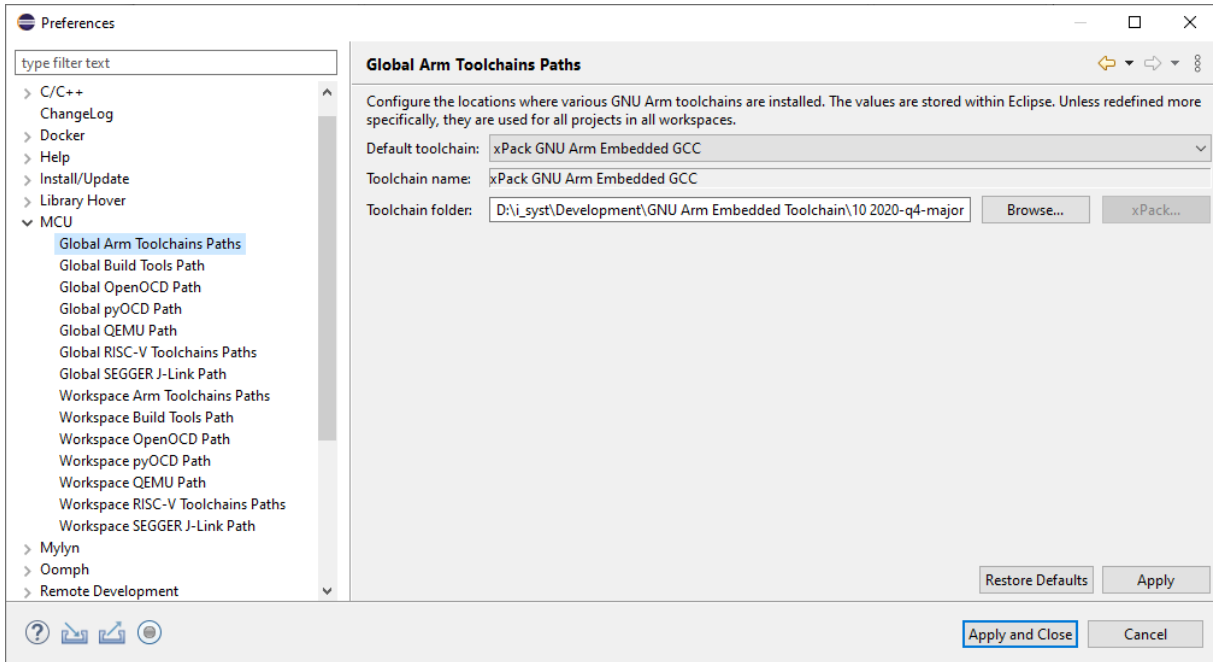 Preferences
type filter text
C/C++
ChangeLog
Docker
Help
Install/Update
Library Hover
MCU
Global Arm Toolchains Paths
Global Build Tools Path
Global OpenOCD Path
Global pyOCD Path
Global QEMU Path
Global RISC-V Toolchains Paths
Global SEGGER J-Link Path
Workspace Arm Toolchains Paths
Workspace Build Tools Path
Workspace OpenOCD Path
Workspace pyOCD Path
Workspace QEMU Path
Workspace RISC-V Toolchains Paths
Workspace SEGGER J-Link Path
Mylyn
Oomph
Remote Development
Global Arm Toolchains Paths
Configure the locations where various GNU Arm toolchains are installed. The values are stored within Eclipse. Unless redefined more
specifically, they are used for all projects in all workspaces.
Default toolchain: xPack GNU Arm Embedded GCC
Toolchain name: xPack GNU Arm Embedded GCC
Toolchain folder: D:\i_syst\Development\GNU Arm Embedded Toolchain\10 2020-q4-major Browse... xPack...
Restore Defaults Apply
Apply and Close Cancel